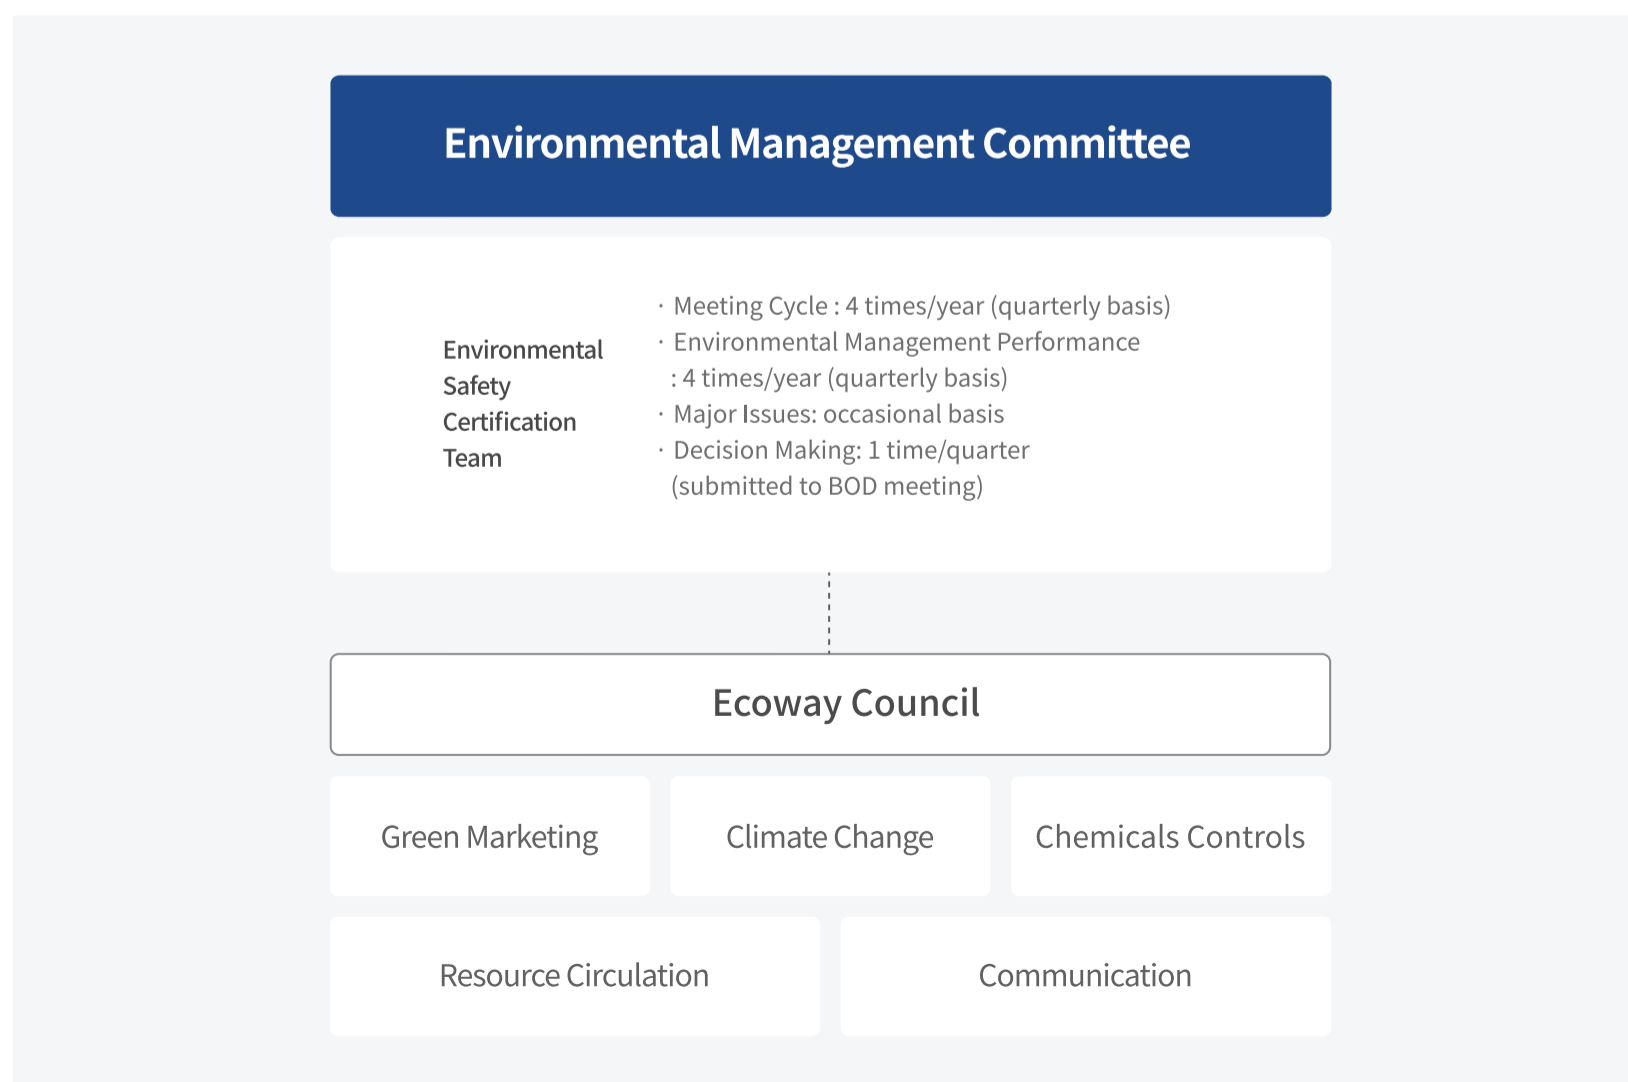 Environmental Management Committee
Environmental
Safety
Certification
Team
· Meeting Cycle : 4 times/year (quarterly basis)
· Environmental Management Performance
: 4 times/year (quarterly basis)
· Major Issues: occasional basis
· Decision Making: 1 time/quarter
(submitted to BOD meeting)
Ecoway Council
Green Marketing
Climate Change
Chemicals Controls
Resource Circulation
Communication